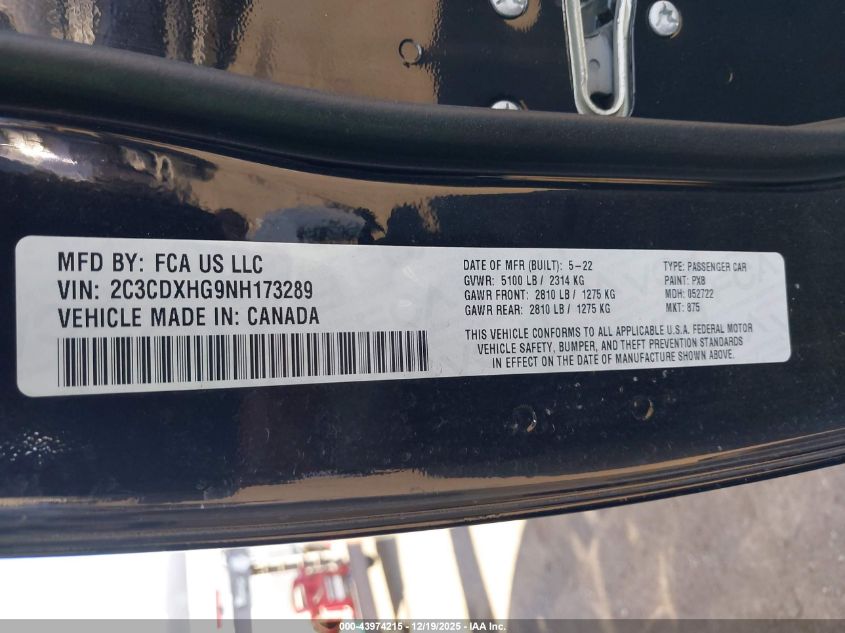 MFD BY: FCA US LLC
VIN: 2C3CDXHG9NH173289
VEHICLE MADE IN: CANADA
DATE OF MFR (BUILT): 5-22
GVWR: 5100 LB / 2314 KG
GAWR FRONT: 2810 LB / 1275 KG
GAWR REAR: 2810 LB / 1275 KG
TYPE: PASSENGER CAR
PAINT: PXB
MDH: 052722
MKT: 875
THIS VEHICLE CONFORMS TO ALL APPLICABLE U.S.A. FEDERAL MOTOR
VEHICLE SAFETY, BUMPER, AND THEFT PREVENTION STANDARDS
IN EFFECT ON THE DATE OF MANUFACTURE SHOWN ABOVE.
000-43974215 - 12/19/2025 - IAA Inc.